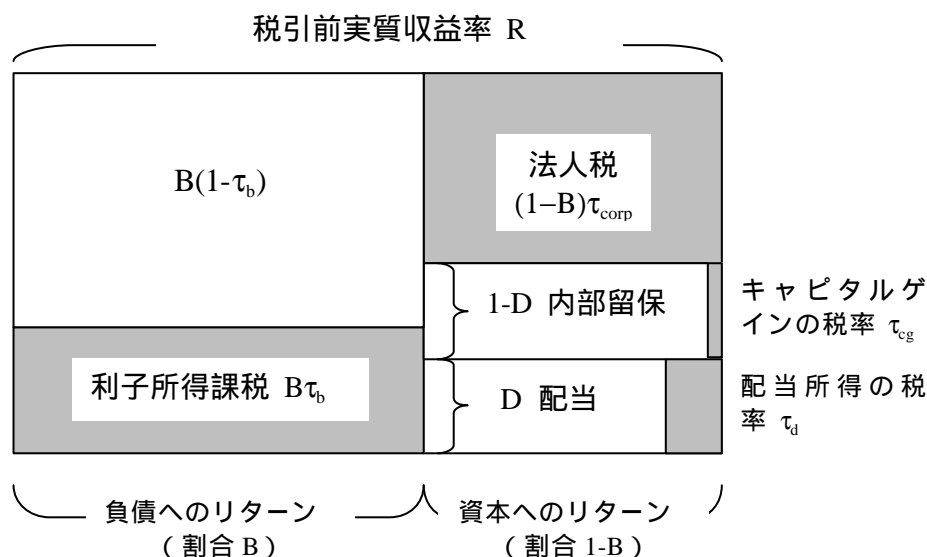 税引前実質収益率 R
B(1-τb)
法人税
(1−B)τcorp
1-D 内部留保
キャピタルゲ
インの税率 τcg
利子所得課税 Bτb
D 配当
配当所得の税
率 τd
負債へのリターン
（割合 B）
資本へのリターン
（割合 1-B）